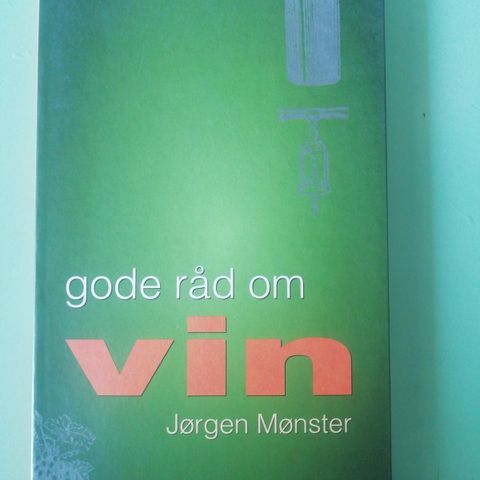 gode råd om
vin
Jørgen Mønster